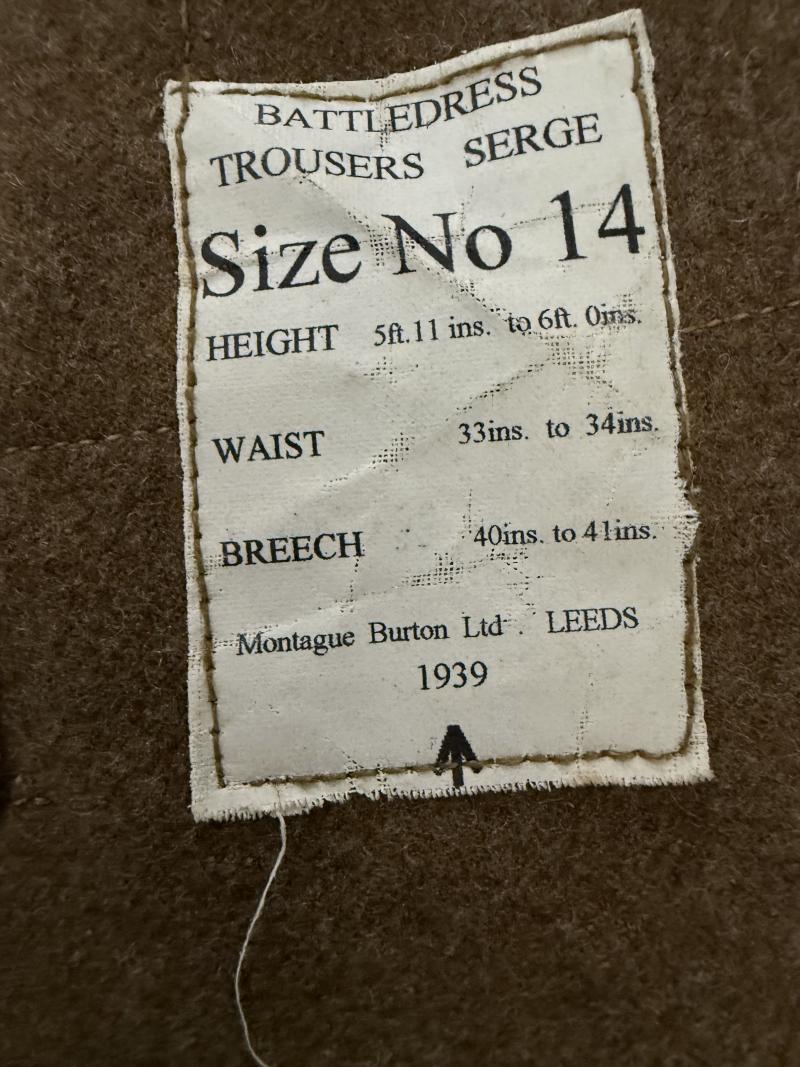 BATTLEDRESS
TROUSERS SERGE
Size No 14
HEIGHT 5ft.11 ins. to 6ft. 0ins.
WAIST 33ins. to 34ins.
BREECH 40ins. to 41ins.
Montague Burton Ltd . LEEDS
1939